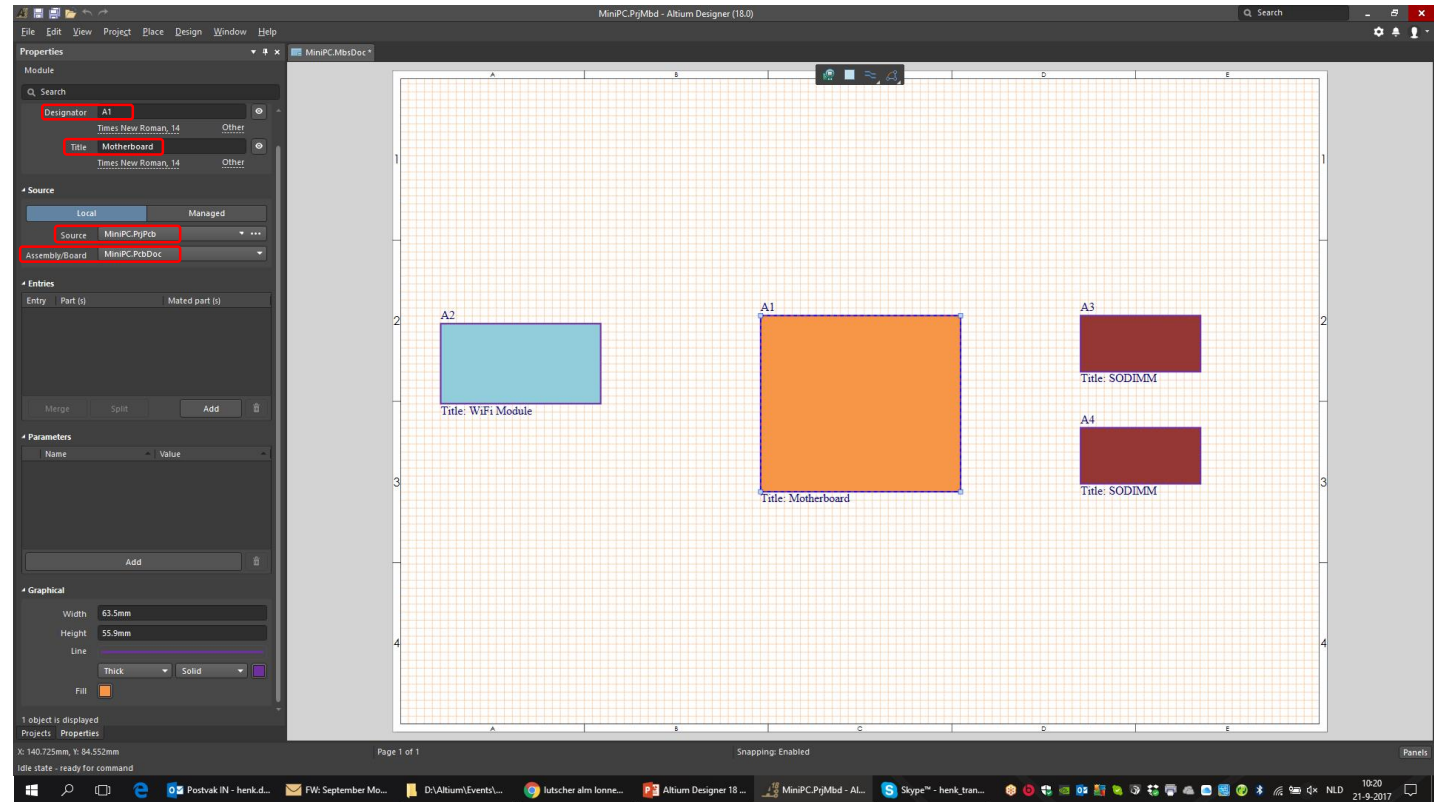 MiniPC.PrjMbd - Altium Designer (18.0)
Search
File Edit View Project Place Design Window Help
Properties
MiniPC.MbsDoc *
Module
Search
Designator A1
Times New Roman, 14 Other
Title Motherboard
Times New Roman, 14 Other
Source
Local Managed
Source MiniPC.PrjPcb
Assembly/Board MiniPC.PcbDoc
Entries
Entry Part (s) Mated part (s)
Merge Split Add
Parameters
Name Value
Add
Graphical
Width 63.5mm
Height 55.9mm
Line
Thick Solid
Fill
1 object is displayed
Projects Properties
A B D E
1 1
2 2
3 3
4 4
A2
Title: WiFi Module
A1
Title: Motherboard
A3
Title: SODIMM
A4
Title: SODIMM
A B C D E
X: 140.725mm, Y: 84.552mm Page 1 of 1 Snapping: Enabled Panels
Idle state - ready for command
Postvak IN - henk.d... FW: September Mo... D:\Altium\Events\... lutscher alm lonne... Altium Designer 18 ... MiniPC.PrjMbd - Al... Skype™ - henk_tran... NLD 10:20
21-9-2017